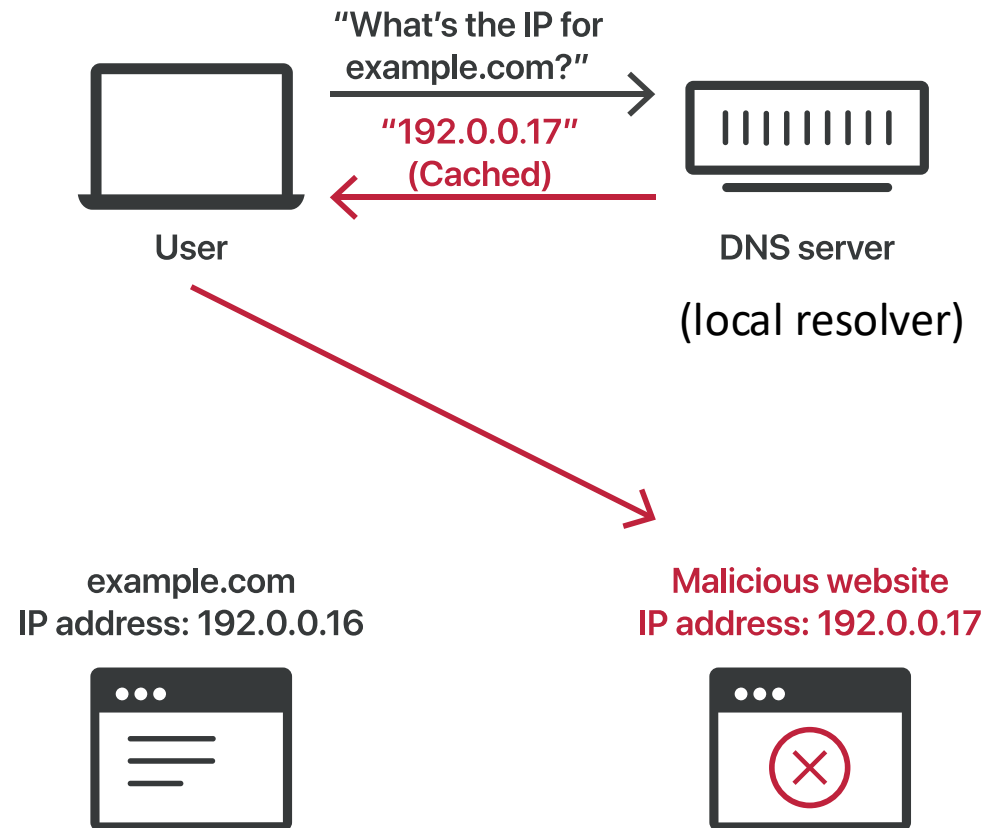 “What’s the IP for
example.com?”
“192.0.0.17”
(Cached)
User
DNS server
(local resolver)
example.com
IP address: 192.0.0.16
Malicious website
IP address: 192.0.0.17